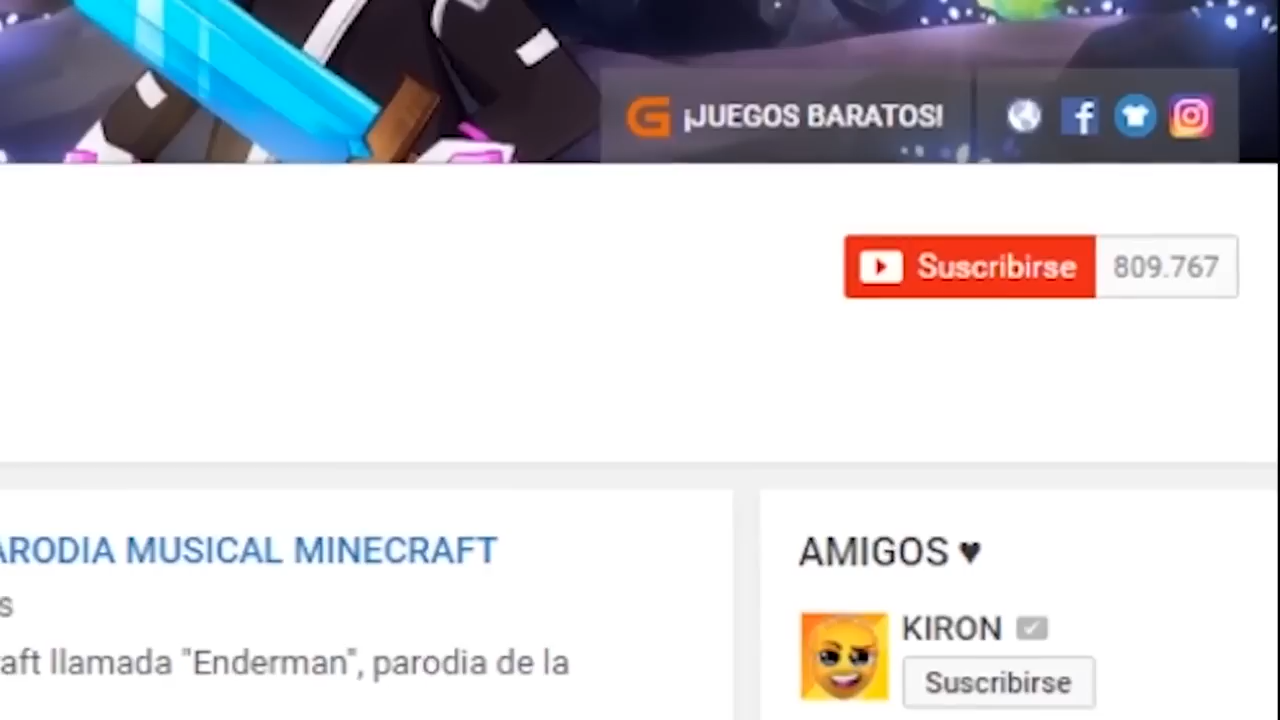 ¡JUEGOS BARATOS!
Suscribirse 809.767
ARODIA MUSICAL MINECRAFT
s
aft llamada "Enderman", parodia de la
AMIGOS ♥
KIRON
Suscribirse